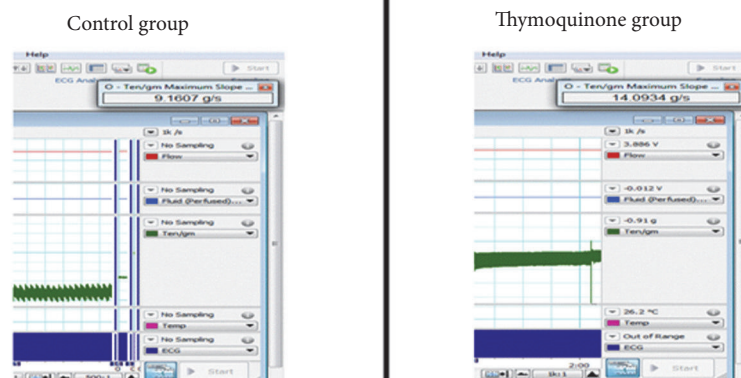 Control group
Help
Start
ECG Analysis
O - Ten/gm Maximum Slope ...
9.1607 g/s
1k /s
No Sampling
Flow
No Sampling
Fluid (Perfused)...
No Sampling
Ten/gm
No Sampling
Temp
No Sampling
ECG
500:1
Start
Thymoquinone group
Help
Start
ECG Anal
O - Ten/gm Maximum Slope ...
14.0934 g/s
1k /s
3.886 V
Flow
-0.012 V
Fluid (Perfused)...
-0.91 g
Ten/gm
26.2 °C
Temp
Out of Range
ECG
2:00
1k:1
Start